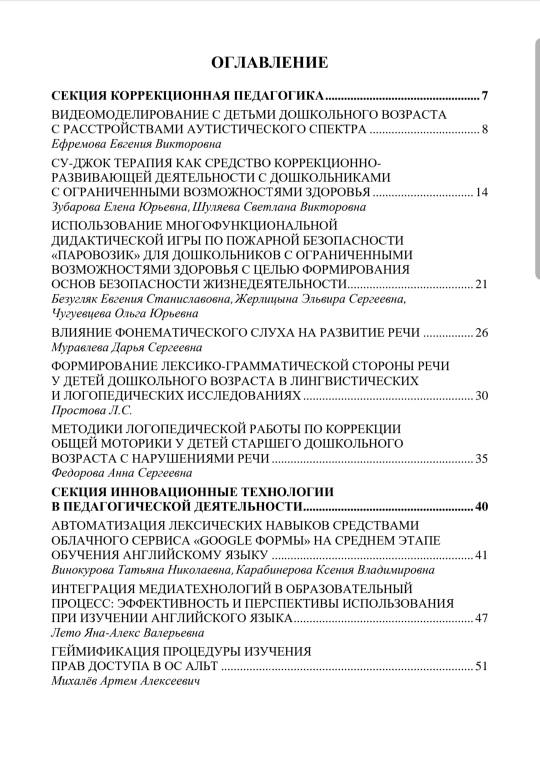 ОГЛАВЛЕНИЕ
СЕКЦИЯ КОРРЕКЦИОННАЯ ПЕДАГОГИКА................................................ 7
ВИДЕОМОДЕЛИРОВАНИЕ С ДЕТЬМИ ДОШКОЛЬНОГО ВОЗРАСТА
С РАССТРОЙСТВАМИ АУТИСТИЧЕСКОГО СПЕКТРА .................................. 8
Ефремова Евгения Викторовна
СУ-ДЖОК ТЕРАПИЯ КАК СРЕДСТВО КОРРЕКЦИОННО-
РАЗВИВАЮЩЕЙ ДЕЯТЕЛЬНОСТИ С ДОШКОЛЬНИКАМИ
С ОГРАНИЧЕННЫМИ ВОЗМОЖНОСТЯМИ ЗДОРОВЬЯ ............................... 14
Зубарова Елена Юрьевна, Шуляева Светлана Викторовна
ИСПОЛЬЗОВАНИЕ МНОГОФУНКЦИОНАЛЬНОЙ
ДИДАКТИЧЕСКОЙ ИГРЫ ПО ПОЖАРНОЙ БЕЗОПАСНОСТИ
«ПАРОВОЗИК» ДЛЯ ДОШКОЛЬНИКОВ С ОГРАНИЧЕННЫМИ
ВОЗМОЖНОСТЯМИ ЗДОРОВЬЯ С ЦЕЛЬЮ ФОРМИРОВАНИЯ
ОСНОВ БЕЗОПАСНОСТИ ЖИЗНЕДЕЯТЕЛЬНОСТИ....................................... 21
Безугляк Евгения Станиславовна, Жерлицына Эльвира Сергеевна,
Чугуевцева Ольга Юрьевна
ВЛИЯНИЕ ФОНЕМАТИЧЕСКОГО СЛУХА НА РАЗВИТИЕ РЕЧИ ................ 26
Муравлева Дарья Сергеевна
ФОРМИРОВАНИЕ ЛЕКСИКО-ГРАММАТИЧЕСКОЙ СТОРОНЫ РЕЧИ
У ДЕТЕЙ ДОШКОЛЬНОГО ВОЗРАСТА В ЛИНГВИСТИЧЕСКИХ
И ЛОГОПЕДИЧЕСКИХ ИССЛЕДОВАНИЯХ ..................................................... 30
Простова Л.С.
МЕТОДИКИ ЛОГОПЕДИЧЕСКОЙ РАБОТЫ ПО КОРРЕКЦИИ
ОБЩЕЙ МОТОРИКИ У ДЕТЕЙ СТАРШЕГО ДОШКОЛЬНОГО
ВОЗРАСТА С НАРУШЕНИЯМИ РЕЧИ .............................................................. 35
Федорова Анна Сергеевна
СЕКЦИЯ ИННОВАЦИОННЫЕ ТЕХНОЛОГИИ
В ПЕДАГОГИЧЕСКОЙ ДЕЯТЕЛЬНОСТИ..................................................... 40
АВТОМАТИЗАЦИЯ ЛЕКСИЧЕСКИХ НАВЫКОВ СРЕДСТВАМИ
ОБЛАЧНОГО СЕРВИСА «GOOGLE ФОРМЫ» НА СРЕДНЕМ ЭТАПЕ
ОБУЧЕНИЯ АНГЛИЙСКОМУ ЯЗЫКУ ............................................................... 41
Винокурова Татьяна Николаевна, Карабинерова Ксения Владимировна
ИНТЕГРАЦИЯ МЕДИАТЕХНОЛОГИЙ В ОБРАЗОВАТЕЛЬНЫЙ
ПРОЦЕСС: ЭФФЕКТИВНОСТЬ И ПЕРСПЕКТИВЫ ИСПОЛЬЗОВАНИЯ
ПРИ ИЗУЧЕНИИ АНГЛИЙСКОГО ЯЗЫКА........................................................ 47
Лето Яна-Алекс Валерьевна
ГЕЙМИФИКАЦИЯ ПРОЦЕДУРЫ ИЗУЧЕНИЯ
ПРАВ ДОСТУПА В ОС АЛЬТ .............................................................................. 51
Михалёв Артем Алексеевич